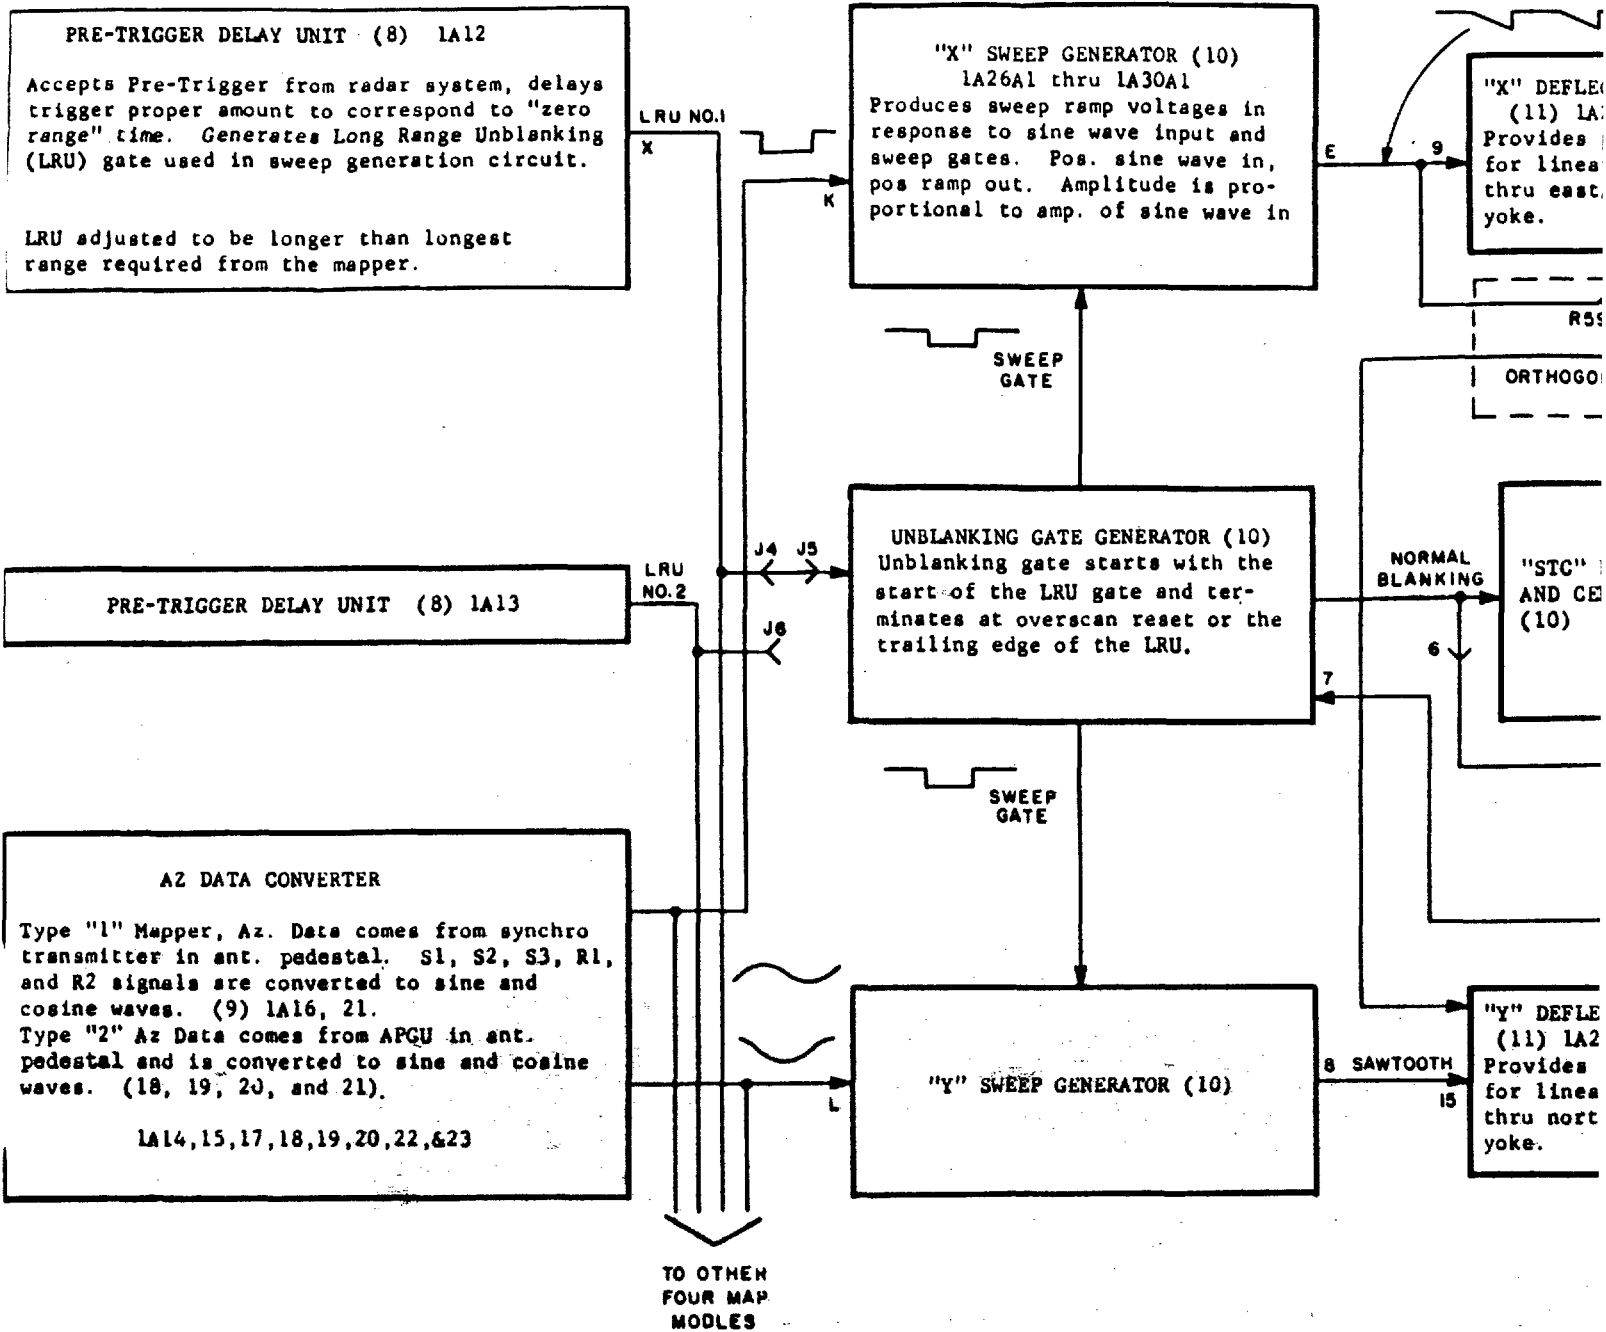 PRE-TRIGGER DELAY UNIT (8) 1A12
Accepts Pre-Trigger from radar system, delays
trigger proper amount to correspond to "zero
range" time. Generates Long Range Unblanking
(LRU) gate used in sweep generation circuit.
LRU adjusted to be longer than longest
range required from the mapper.
LRU NO.1
X
K
"X" SWEEP GENERATOR (10)
1A26A1 thru 1A30A1
Produces sweep ramp voltages in
response to sine wave input and
sweep gates. Pos. sine wave in,
pos ramp out. Amplitude is pro-
portional to amp. of sine wave in
E
9
"X" DEFLEC
(11) 1A
Provides
for linea
thru east
yoke.
R59
ORTHOGO
SWEEP
GATE
PRE-TRIGGER DELAY UNIT (8) 1A13
LRU
NO.2
J4 J5
J6
UNBLANKING GATE GENERATOR (10)
Unblanking gate starts with the
start of the LRU gate and ter-
minates at overscan reset or the
trailing edge of the LRU.
NORMAL
BLANKING
6
7
"STC"
AND CE
(10)
SWEEP
GATE
AZ DATA CONVERTER
Type "1" Mapper, Az. Data comes from synchro
transmitter in ant. pedestal. S1, S2, S3, R1,
and R2 signals are converted to sine and
cosine waves. (9) 1A16, 21.
Type "2" Az Data comes from APGU in ant.
pedestal and is converted to sine and cosine
waves. (18, 19, 20, and 21).
1A14,15,17,18,19,20,22,&23
L
"Y" SWEEP GENERATOR (10)
8 SAWTOOTH
15
"Y" DEFLE
(11) 1A2
Provides
for linea
thru nort
yoke.
TO OTHER
FOUR MAP
MODLES